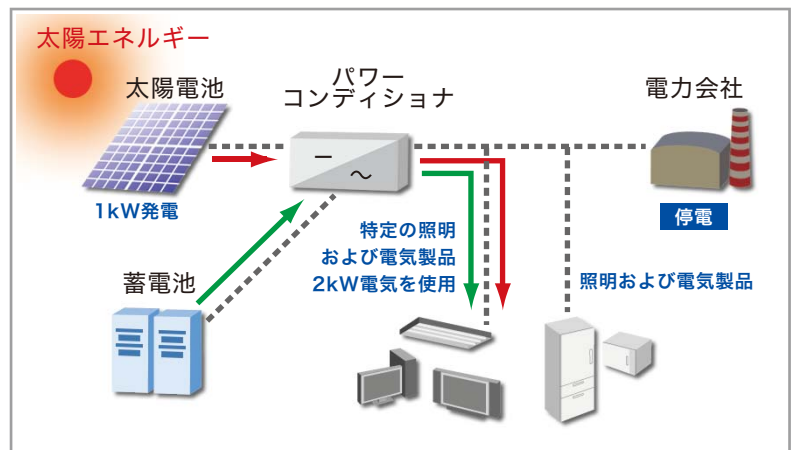 太陽エネルギー
太陽電池
パワー
コンディショナ
電力会社
1kW発電
停電
特定の照明
および電気製品
2kW電気を使用
照明および電気製品
蓄電池